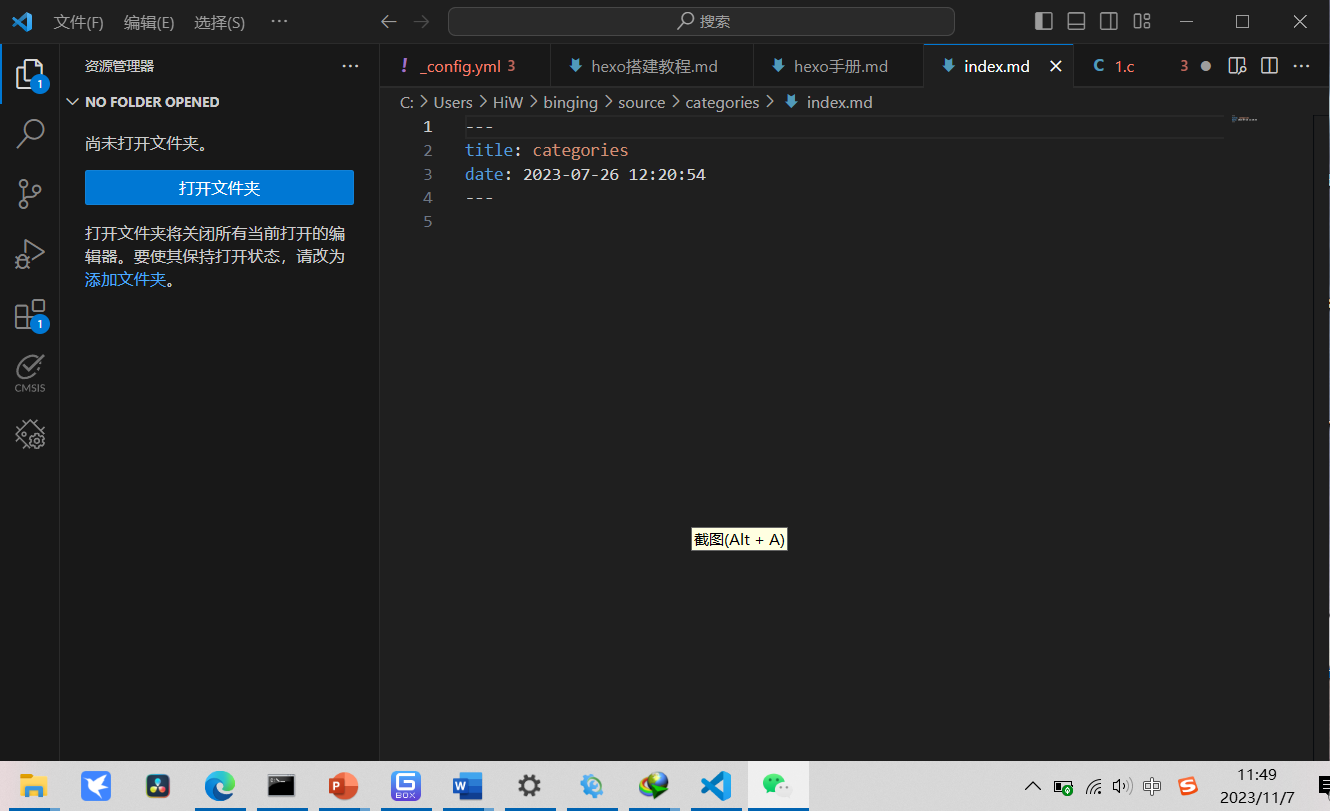 文件(F) 编辑(E) 选择(S) ···
搜索
资源管理器
NO FOLDER OPENED
尚未打开文件夹。
打开文件夹
打开文件夹将关闭所有当前打开的编
辑器。要使其保持打开状态，请改为
添加文件夹。
1
1
CMSIS
! _config.yml 3
hexo搭建教程.md
hexo手册.md
index.md
C 1.c 3
C: > Users > HiW > binging > source > categories > index.md
1 ---
2 title: categories
3 date: 2023-07-26 12:20:54
4 ---
5
截图(Alt + A)
P
G
BOX
W
中
S
11:49
2023/11/7